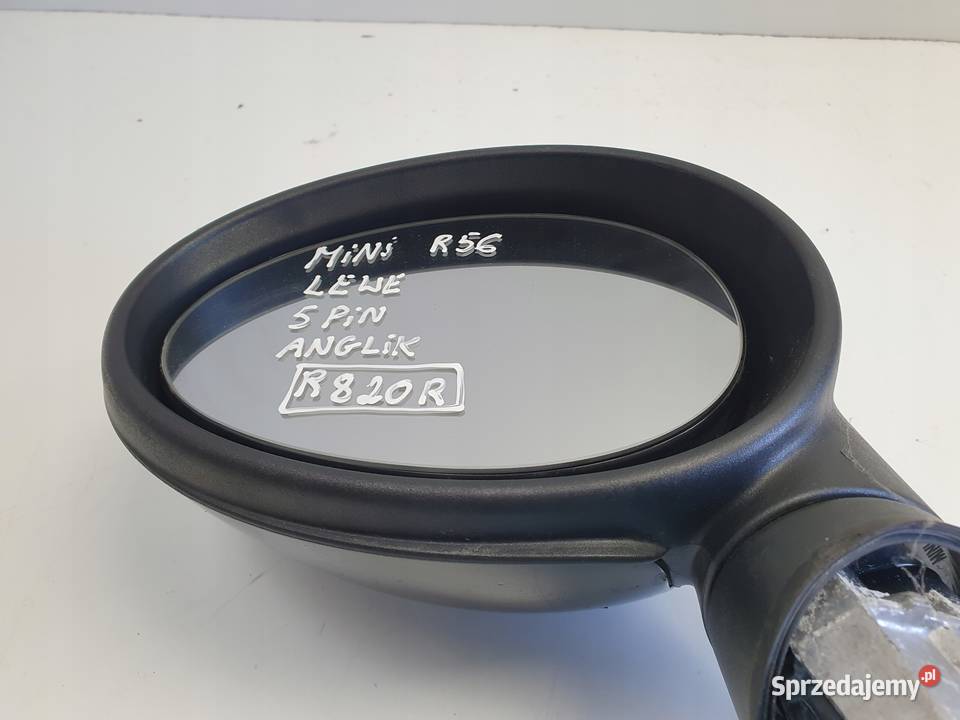 MiNi R56
LEWE
5 PiN
ANGLiK
R820R
Sprzedajemy.pl